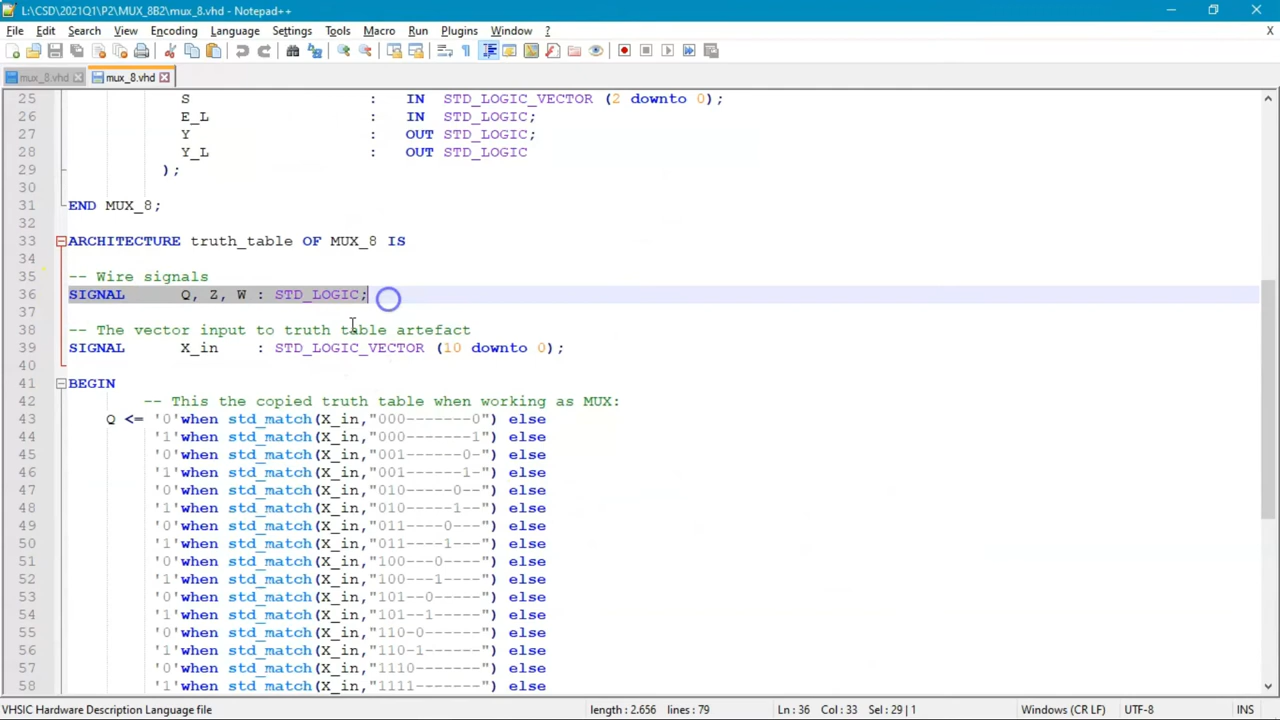 L:\CSD\2021Q1\P2\MUX_8B2\mux_8.vhd - Notepad++
File Edit Search View Encoding Language Settings Tools Macro Run Plugins Window ? X
mux_8.vhd mux_8.vhd
25 S : IN STD_LOGIC_VECTOR (2 downto 0);
26 E_L : IN STD_LOGIC;
27 Y : OUT STD_LOGIC;
28 Y_L : OUT STD_LOGIC
29 );
30
31 END MUX_8;
32
33 ARCHITECTURE truth_table OF MUX_8 IS
34
35 -- Wire signals
36 SIGNAL Q, Z, W : STD_LOGIC;
37
38 -- The vector input to truth table artefact
39 SIGNAL X_in : STD_LOGIC_VECTOR (10 downto 0);
40
41 BEGIN
42 -- This the copied truth table when working as MUX:
43 Q <= '0'when std_match(X_in,"000-------0") else
44 '1'when std_match(X_in,"000-------1") else
45 '0'when std_match(X_in,"001------0-") else
46 '1'when std_match(X_in,"001------1-") else
47 '0'when std_match(X_in,"010-----0--") else
48 '1'when std_match(X_in,"010-----1--") else
49 '0'when std_match(X_in,"011----0---") else
50 '1'when std_match(X_in,"011----1---") else
51 '0'when std_match(X_in,"100---0----") else
52 '1'when std_match(X_in,"100---1----") else
53 '0'when std_match(X_in,"101--0-----") else
54 '1'when std_match(X_in,"101--1-----") else
55 '0'when std_match(X_in,"110-0------") else
56 '1'when std_match(X_in,"110-1------") else
57 '0'when std_match(X_in,"1110-------") else
58 '1'when std_match(X_in,"1111-------") else
VHSIC Hardware Description Language file length : 2.656 lines : 79 Ln : 36 Col : 33 Sel : 29 | 1 Windows (CR LF) UTF-8 INS